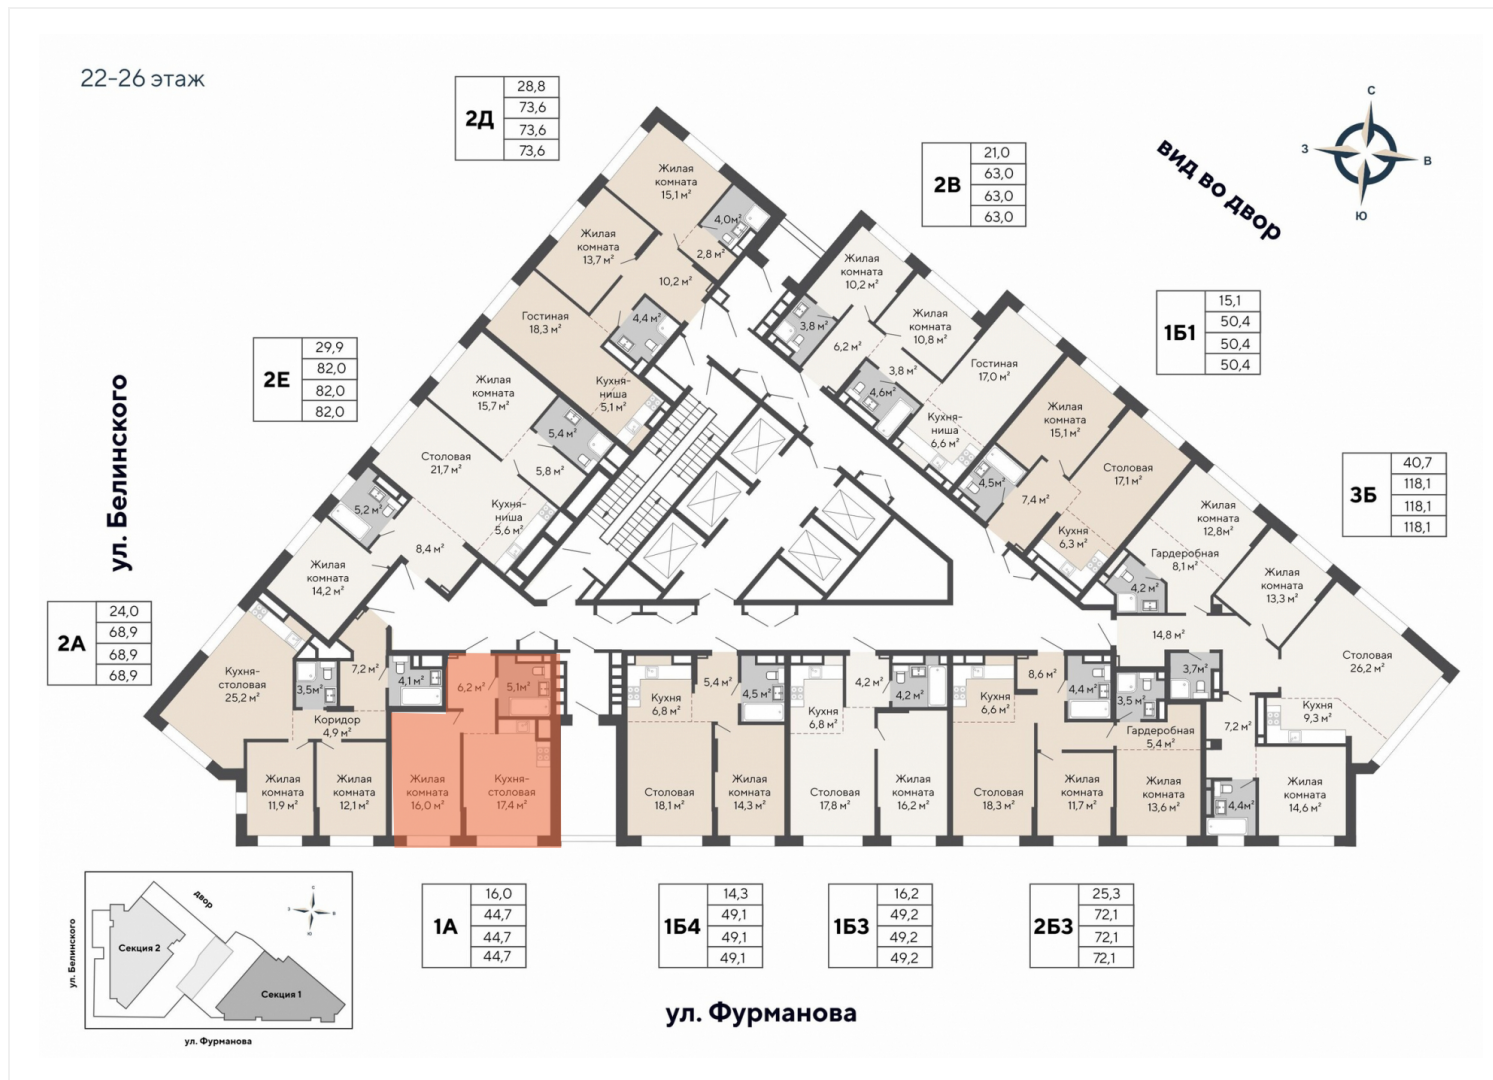 22–26 этаж
2Д
28,8
73,6
73,6
73,6
2В
21,0
63,0
63,0
63,0
С
З
В
Ю
вид во двор
1Б1
15,1
50,4
50,4
50,4
2Е
29,9
82,0
82,0
82,0
ул. Белинского
3Б
40,7
118,1
118,1
118,1
2А
24,0
68,9
68,9
68,9
Жилая
комната
15,1 м²
4,0м²
2,8 м²
Жилая
комната
13,7 м²
10,2 м²
Гостиная
18,3 м²
4,4 м²
Кухня-
ниша
5,1 м²
Жилая
комната
15,7 м²
5,4 м²
Столовая
21,7 м²
5,8 м²
5,2 м²
Кухня-
ниша
5,6 м²
8,4 м²
Жилая
комната
14,2 м²
Кухня-
столовая
25,2 м²
7,2 м²
3,5м²
4,1 м²
Коридор
4,9 м²
Жилая
комната
11,9 м²
Жилая
комната
12,1 м²
6,2 м²
5,1м²
Жилая
комната
16,0 м²
Кухня-
столовая
17,4 м²
Жилая
комната
10,2 м²
3,8 м²
6,2 м²
Жилая
комната
10,8 м²
3,8 м²
4,6м²
Гостиная
17,0 м²
Кухня-
ниша
6,6 м²
Жилая
комната
15,1 м²
4,5м²
7,4 м²
Столовая
17,1 м²
Кухня
6,3 м²
Жилая
комната
12,8м²
Гардеробная
8,1 м²
4,2 м²
Жилая
комната
13,3 м²
14,8 м²
Столовая
26,2 м²
3,7м²
3,5 м²
Кухня
9,3 м²
7,2 м²
Гардеробная
5,4 м²
Жилая
комната
13,6 м²
4,4м²
Жилая
комната
14,6 м²
Кухня
6,8 м²
5,4 м²
4,5 м²
Столовая
18,1 м²
Жилая
комната
14,3 м²
Кухня
6,8 м²
4,2 м²
4,2 м²
Столовая
17,8 м²
Жилая
комната
16,2 м²
Кухня
6,6 м²
8,6 м²
4,4 м²
Столовая
18,3 м²
Жилая
комната
11,7 м²
1А
16,0
44,7
44,7
44,7
1Б4
14,3
49,1
49,1
49,1
1Б3
16,2
49,2
49,2
49,2
2Б3
25,3
72,1
72,1
72,1
ул. Фурманова
двор
С
З
В
Ю
Секция 2
Секция 1
ул. Белинского
ул. Фурманова